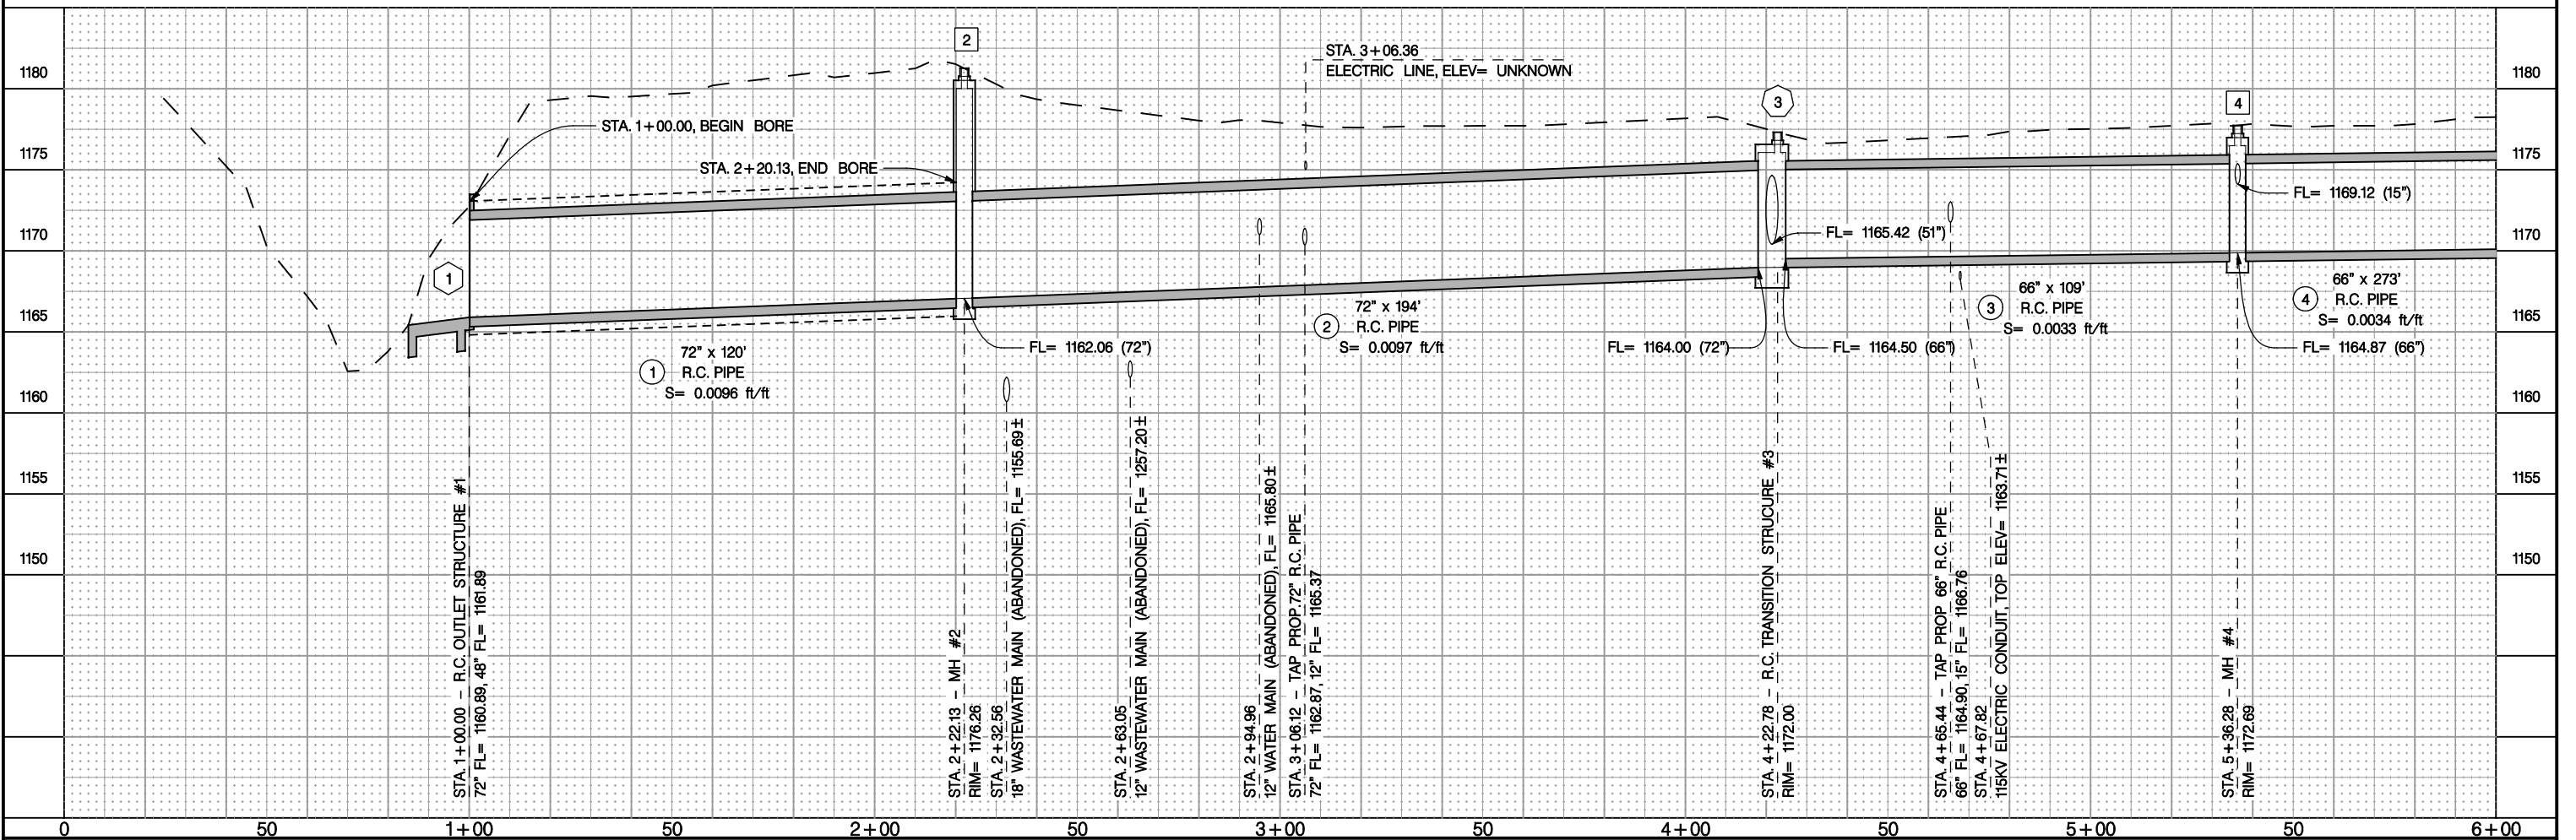 2
STA. 3+06.36
ELECTRIC LINE, ELEV= UNKNOWN
1180
1180
3
4
STA. 1+00.00, BEGIN BORE
STA. 2+20.13, END BORE
1175
1175
FL= 1169.12 (15")
1170
FL= 1165.42 (51")
1170
1
72" x 194'
R.C. PIPE
2
S= 0.0097 ft/ft
66" x 109'
3
R.C. PIPE
S= 0.0033 ft/ft
66" x 273'
4
R.C. PIPE
S= 0.0034 ft/ft
1165
1165
FL= 1162.06 (72")
FL= 1164.00 (72")
FL= 1164.50 (66")
FL= 1164.87 (66")
72" x 120'
1
R.C. PIPE
S= 0.0096 ft/ft
1160
1160
1155
1155
1150
1150
STA. 1+00.00 - R.C. OUTLET STRUCTURE #1
72" FL= 1160.89, 48" FL= 1161.89
STA. 2+22.13 - MH #2
RIM= 1176.26
STA. 2+32.56
18" WASTEWATER MAIN (ABANDONED), FL= 1155.69±
STA. 2+63.05
12" WASTEWATER MAIN (ABANDONED), FL= 1257.20±
STA. 2+94.96
12" WATER MAIN (ABANDONED), FL= 1165.80±
STA. 3+06.12 - TAP PROP.72" R.C. PIPE
72" FL= 1162.87, 12" FL= 1165.37
STA. 4+22.78 - R.C. TRANSITION STRUCURE #3
RIM= 1172.00
STA. 4+65.44 - TAP PROP 66" R.C. PIPE
66" FL= 1164.90, 15" FL= 1166.76
STA. 4+67.82
115KV ELECTRIC CONDUIT, TOP ELEV= 1163.71±
STA. 5+36.28 - MH #4
RIM= 1172.69
0 50 1+00 50 2+00 50 3+00 50 4+00 50 5+00 50 6+00